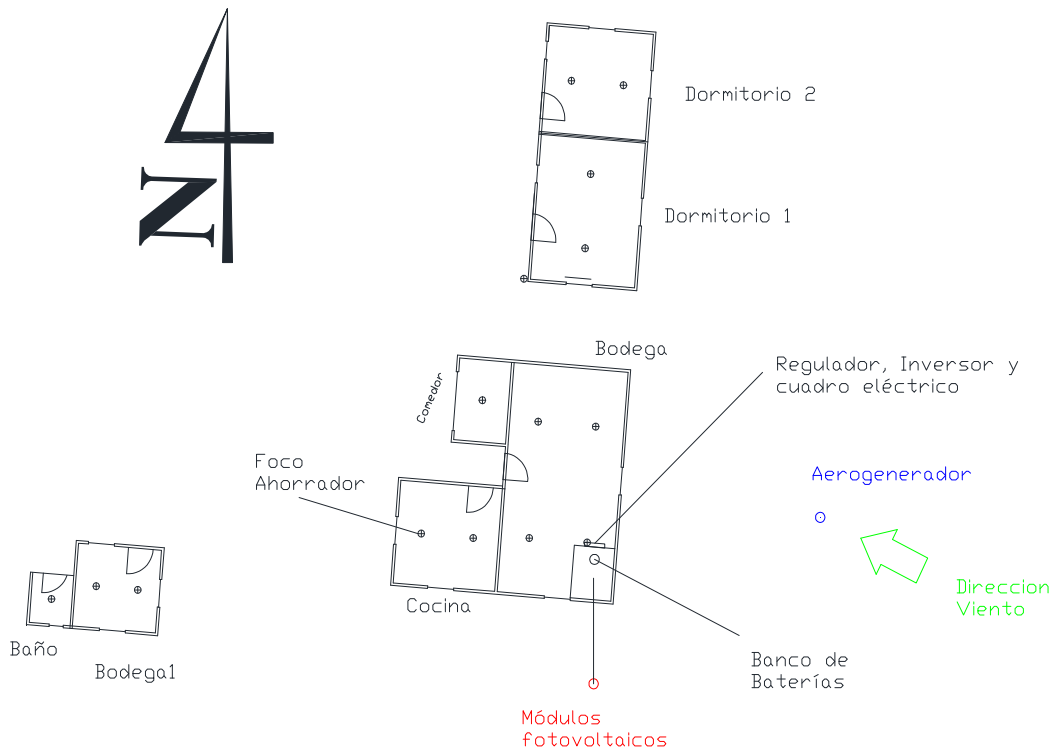 N
Dormitorio 2
Dormitorio 1
Bodega
Regulador, Inversor y
cuadro eléctrico
Comedor
Foco
Ahorrador
Aerogenerador
Direccion
Viento
Cocina
Baño
Bodega1
Banco de
Baterías
Módulos
fotovoltaicos